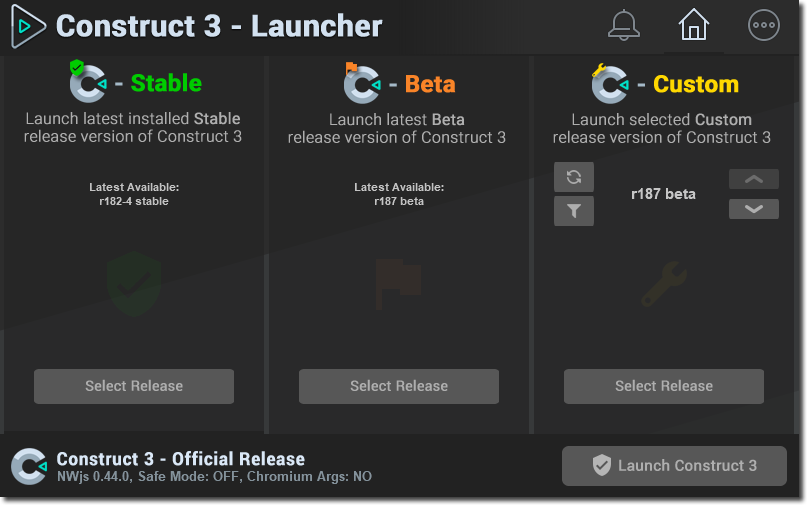 Construct 3 - Launcher
- Stable
Launch latest installed Stable
release version of Construct 3
Latest Available:
r182-4 stable
Select Release
- Beta
Launch latest Beta
release version of Construct 3
Latest Available:
r187 beta
Select Release
- Custom
Launch selected Custom
release version of Construct 3
r187 beta
Select Release
Construct 3 - Official Release
NWjs 0.44.0, Safe Mode: OFF, Chromium Args: NO
Launch Construct 3